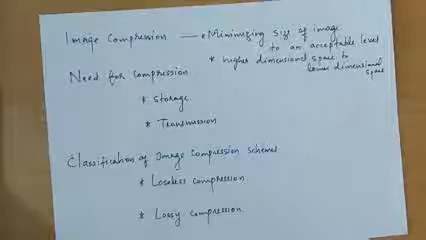 Image Compression — * Minimizing size of image
to an acceptable level
* higher dimensional space to
lower dimensional
space
Need for compression
* Storage
* Transmission
Classification of Image Compression schemes
* Lossless compression
* Lossy compression